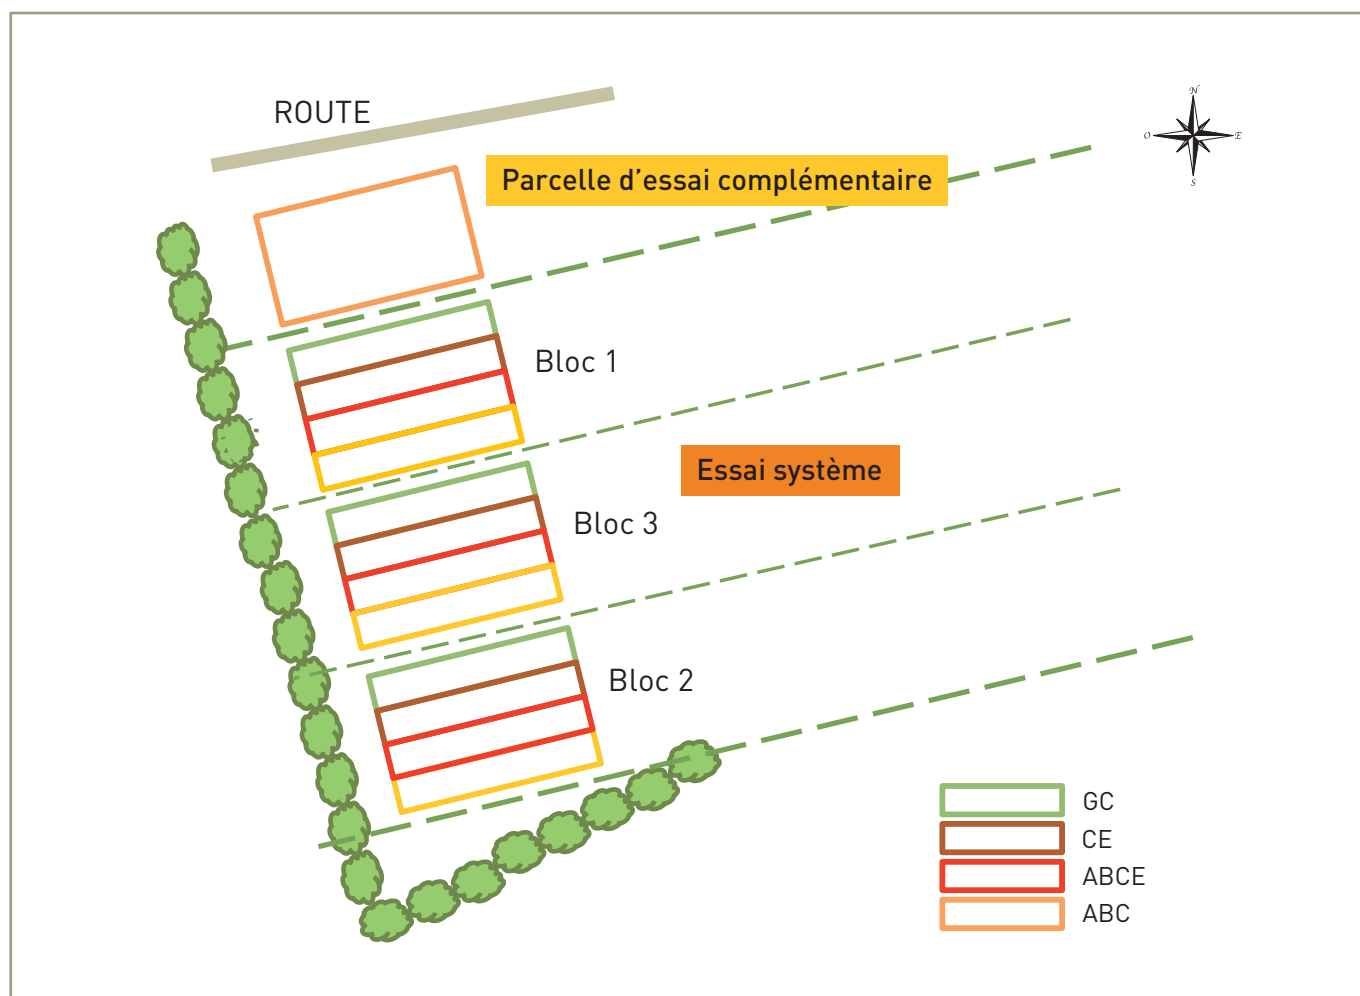 ROUTE
N
O
E
S
Parcelle d'essai complémentaire
Bloc 1
Essai système
Bloc 3
Bloc 2
GC
CE
ABCE
ABC